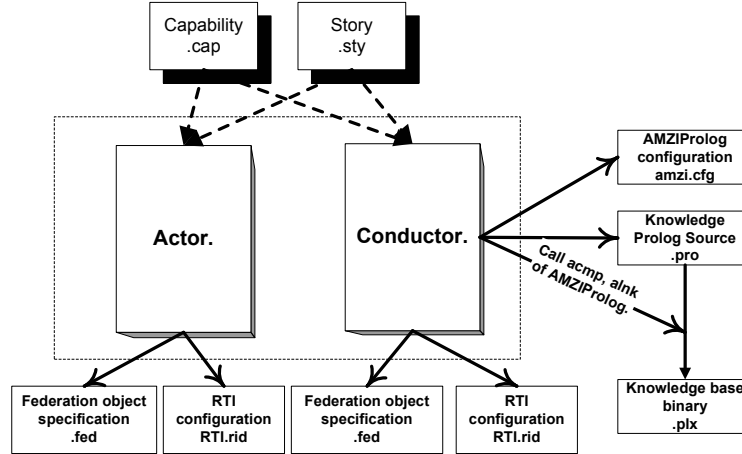 Capability
.cap
Story
.sty
AMZIProlog
configuration
amzi.cfg
Actor.
Conductor.
Knowledge
Prolog Source
.pro
Call acmp, alnk
of AMZIProlog.
Federation object
specification
.fed
RTI
configuration
RTI.rid
Federation object
specification
.fed
RTI
configuration
RTI.rid
Knowledge base
binary
.plx